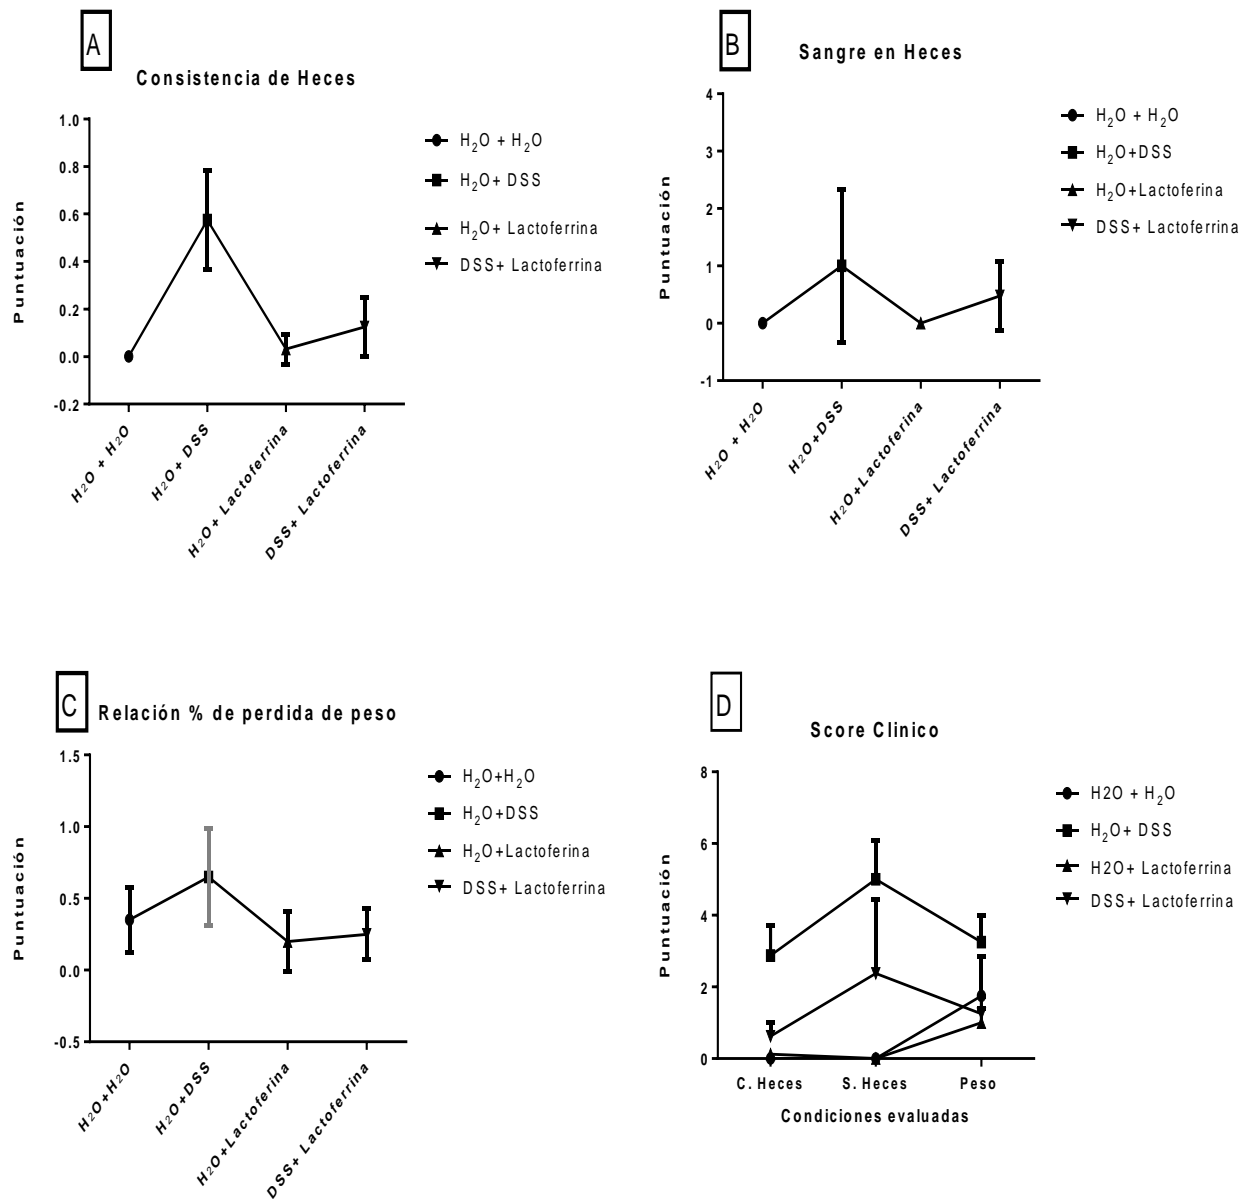 A
Consistencia de Heces
Puntuación
1.0
0.8
0.6
0.4
0.2
0.0
-0.2
H₂O + H₂O
H₂O+ DSS
H₂O+ Lactoferrina
DSS+ Lactoferrina
H₂O + H₂O
H₂O+ DSS
H₂O+ Lactoferrina
DSS+ Lactoferrina
B
Sangre en Heces
Puntuación
4
3
2
1
0
-1
H₂O + H₂O
H₂O+DSS
H₂O+Lactoferina
DSS+ Lactoferrina
H₂O + H₂O
H₂O+DSS
H₂O+Lactoferina
DSS+ Lactoferrina
C
Relación % de perdida de peso
Puntuación
1.5
1.0
0.5
0.0
-0.5
H₂O+H₂O
H₂O+DSS
H₂O+Lactoferina
DSS+ Lactoferrina
H₂O+H₂O
H₂O+DSS
H₂O+Lactoferrina
DSS+ Lactoferrina
D
Score Clinico
Puntuación
8
6
4
2
0
C. Heces
S. Heces
Peso
Condiciones evaluadas
H2O + H₂O
H₂O+ DSS
H2O+ Lactoferrina
DSS+ Lactoferrina